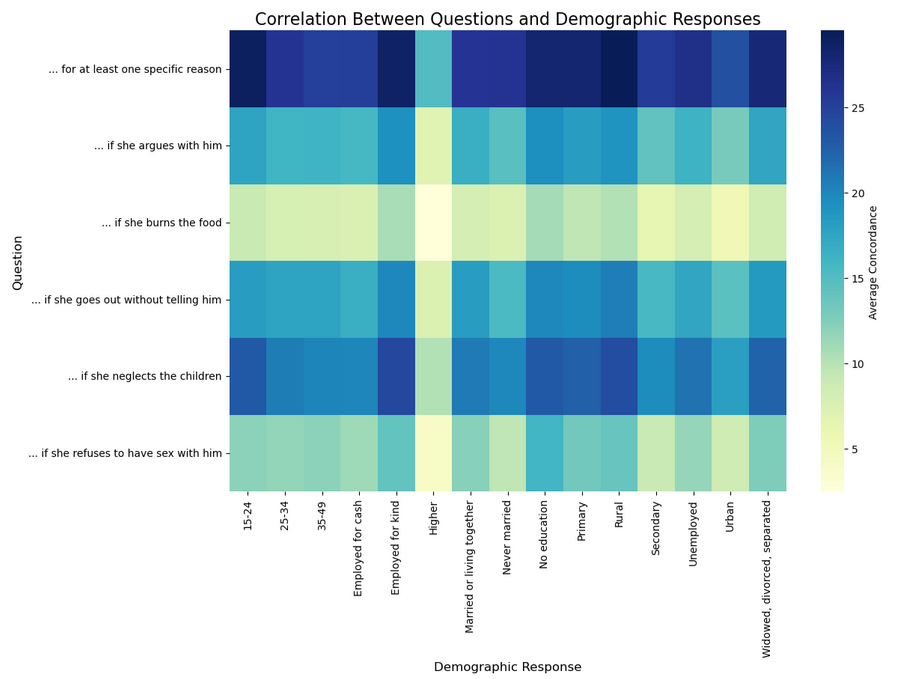 Correlation Between Questions and Demographic Responses
Question
... for at least one specific reason
... if she argues with him
... if she burns the food
... if she goes out without telling him
... if she neglects the children
... if she refuses to have sex with him
15-24
25-34
35-49
Employed for cash
Employed for kind
Higher
Married or living together
Never married
No education
Primary
Rural
Secondary
Unemployed
Urban
Widowed, divorced, separated
Demographic Response
25
20
15
10
5
Average Concordance